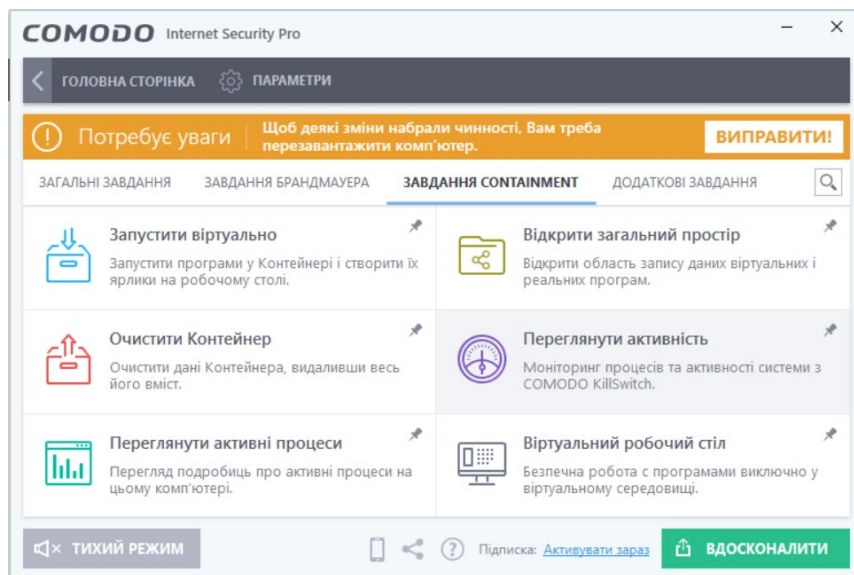 COMODO Internet Security Pro
ГОЛОВНА СТОРІНКА ПАРАМЕТРИ
Потребує уваги
Щоб деякі зміни набрали чинності, Вам треба
перезавантажити комп'ютер.
ВИПРАВИТИ!
ЗАГАЛЬНІ ЗАВДАННЯ ЗАВДАННЯ БРАНДМАУЕРА ЗАВДАННЯ CONTAINMENT ДОДАТКОВІ ЗАВДАННЯ
Запустити віртуально
Запустити програми у Контейнері і створити їх
ярлики на робочому столі.
Відкрити загальний простір
Відкрити область запису даних віртуальних і
реальних програм.
Очистити Контейнер
Очистити дані Контейнера, видаливши весь
його вміст.
Переглянути активність
Моніторинг процесів та активності системи з
COMODO KillSwitch.
Переглянути активні процеси
Перегляд подробиць про активні процеси на
цьому комп'ютері.
Віртуальний робочий стіл
Безпечна робота с програмами виключно у
віртуальному середовищі.
ТИХИЙ РЕЖИМ
Підписка: Активувати зараз
ВДОСКОНАЛИТИ